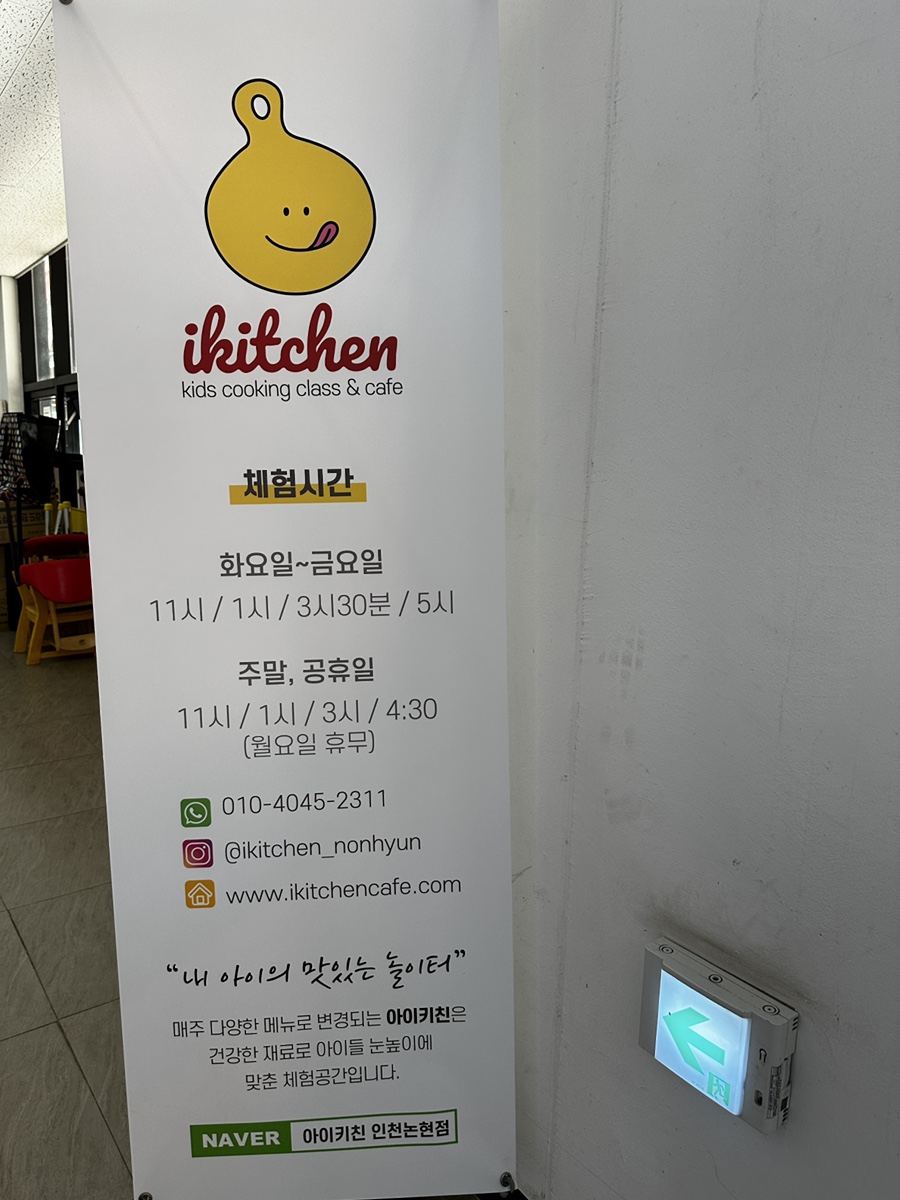 ikitchen
kids cooking class & cafe
체험시간
화요일~금요일
11시 / 1시 / 3시30분 / 5시
주말, 공휴일
11시 / 1시 / 3시 / 4:30
(월요일 휴무)
010-4045-2311
@ikitchen_nonhyun
www.ikitchencafe.com
“내 아이의 맛있는 놀이터”
매주 다양한 메뉴로 변경되는 아이키친은
건강한 재료로 아이들 눈높이에
맞춘 체험공간입니다.
NAVER 아이키친 인천논현점